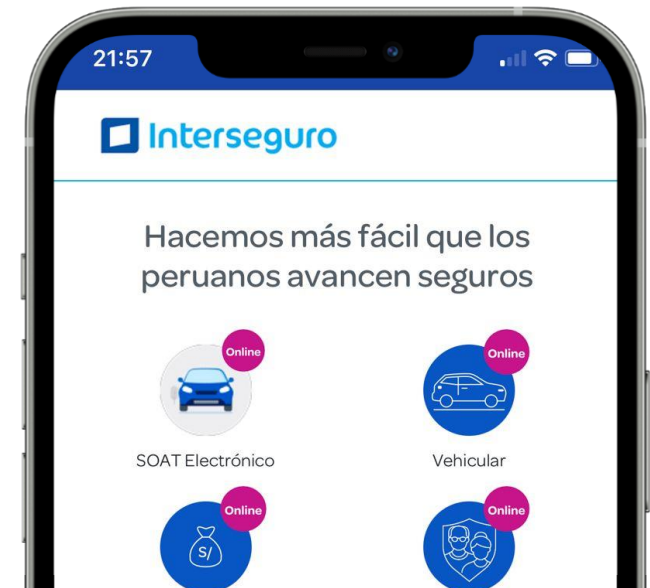 21:57
Interseguro
Hacemos más fácil que los
peruanos avancen seguros
Online
Online
SOAT Electrónico
Vehicular
Online
Online
S/